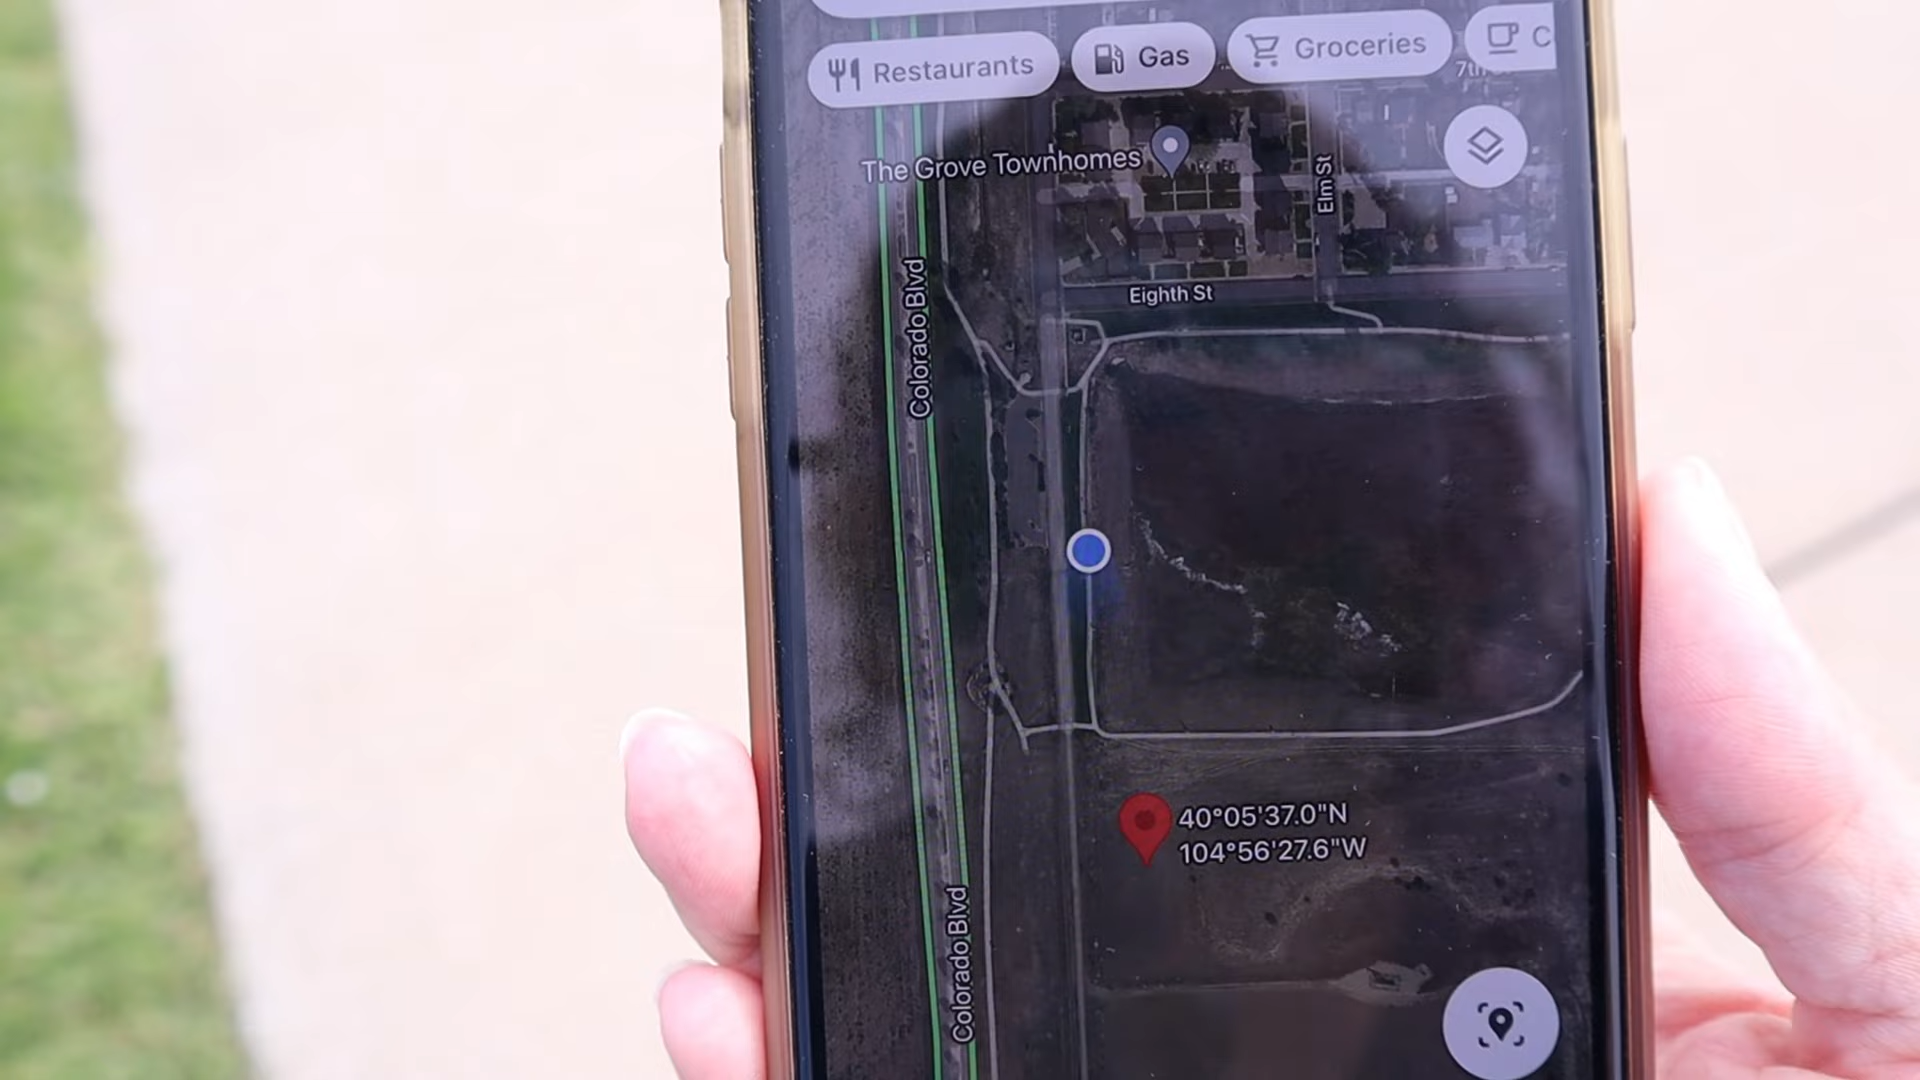 Restaurants
Gas
Groceries
C
The Grove Townhomes
Elm St
Eighth St
Colorado Blvd
40°05'37.0"N
104°56'27.6"W
Colorado Blvd